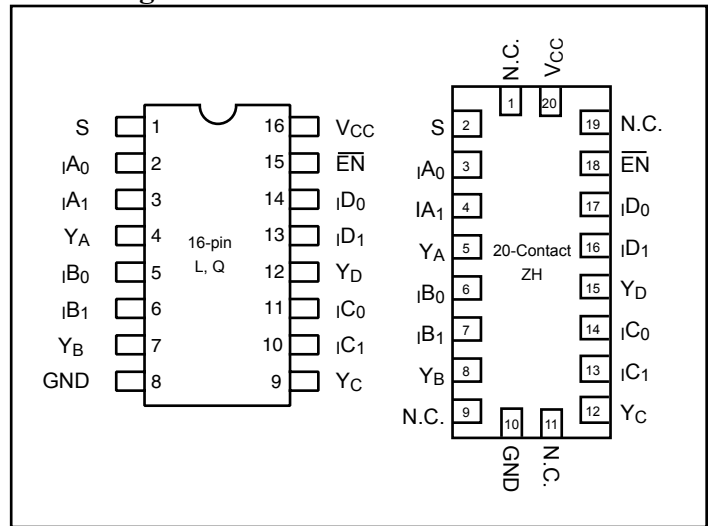 S 1 16 VCC
IA0 2 15 EN
IA1 3 14 ID0
YA 4 13 ID1
IB0 5 12 YD
IB1 6 11 IC0
YB 7 10 IC1
GND 8 9 YC
16-pin
L, Q
N.C. VCC
1 20
S 2 19 N.C.
IA0 3 18 EN
IA1 4 17 ID0
YA 5 16 ID1
IB0 6 15 YD
IB1 7 14 IC0
YB 8 13 IC1
N.C. 9 12 YC
10 11
GND N.C.
20-Contact
ZH